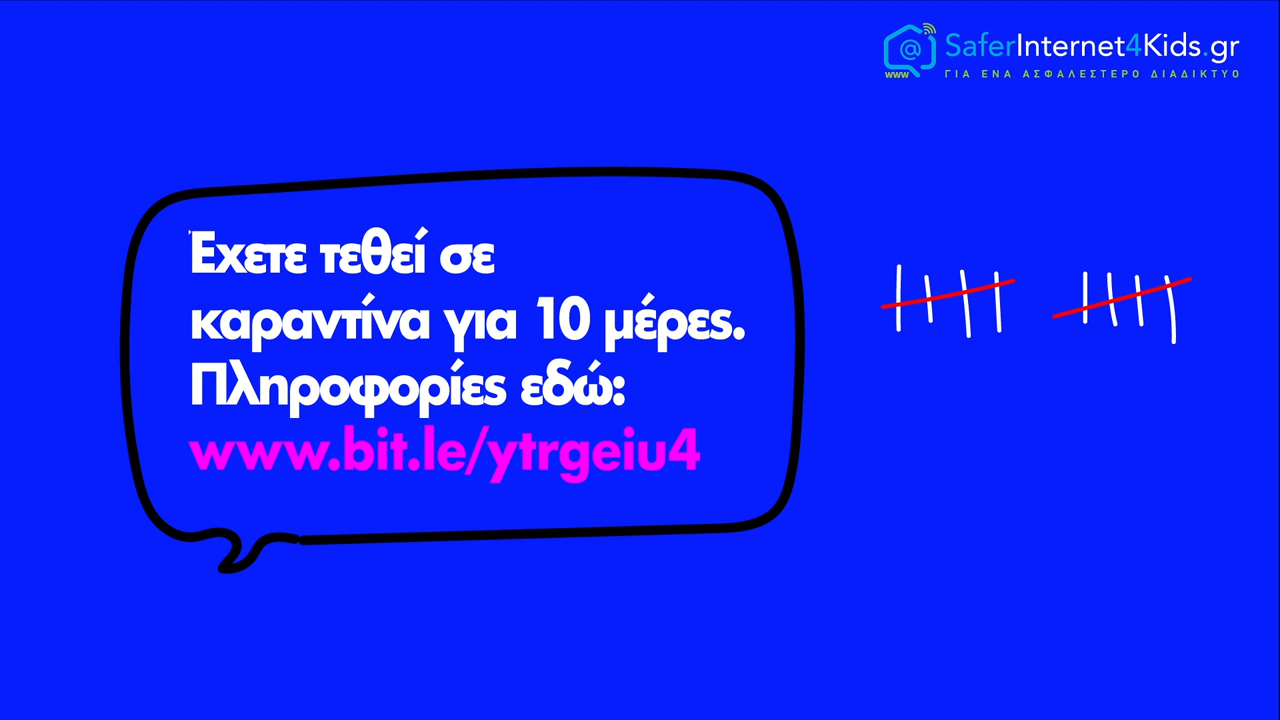 SaferInternet4Kids.gr
www
ΓΙΑ ΕΝΑ ΑΣΦΑΛΕΣΤΕΡΟ ΔΙΑΔΙΚΤΥΟ
Έχετε τεθεί σε
καραντίνα για 10 μέρες.
Πληροφορίες εδώ:
www.bit.le/ytrgeiu4